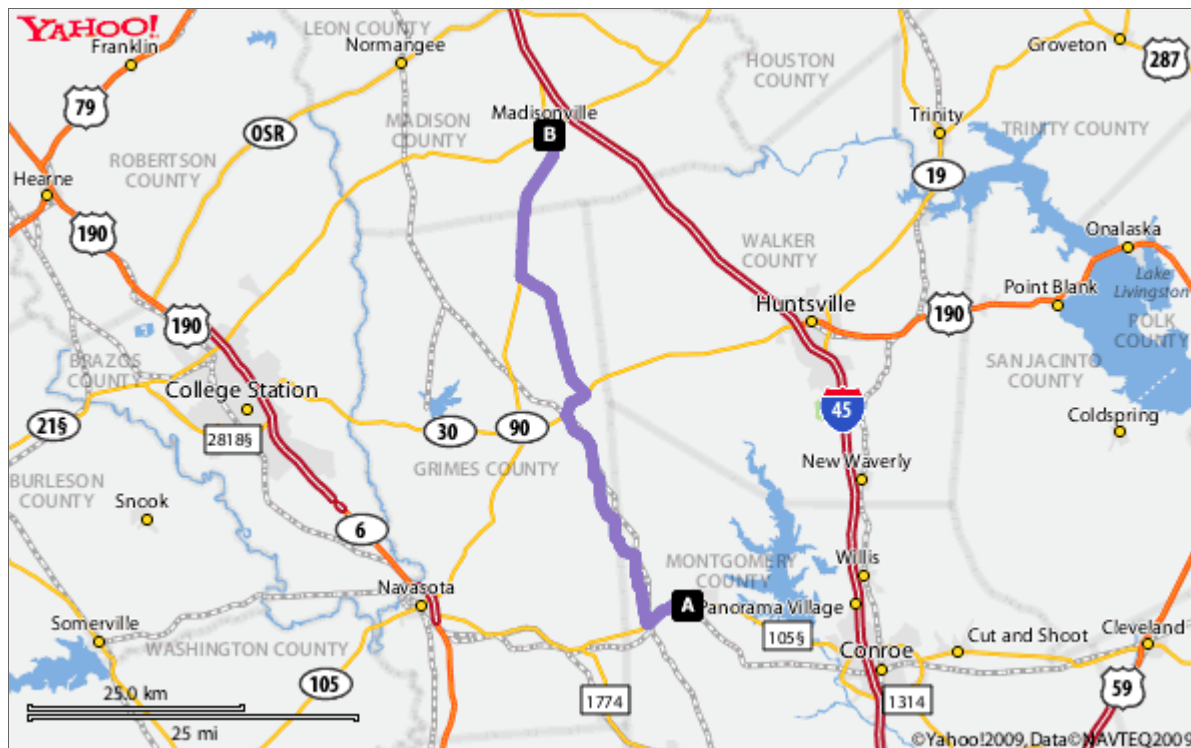 YAHOO!
LEON COUNTY
Franklin
Normangee
HOUSTON
COUNTY
Groveton
287
79
Madisonville
B
MADISON
COUNTY
OSR
Trinity
TRINITY COUNTY
ROBERTSON
COUNTY
Hearne
19
190
WALKER
COUNTY
Onalaska
Lake
Livingston
Point Blank
Huntsville
190
190
POLK
COUNTY
BRAZOS
COUNTY
SAN JACINTO
COUNTY
College Station
45
Coldspring
21§
2818§
30
90
GRIMES COUNTY
New Waverly
BURLESON
COUNTY
Snook
6
MONTGOMERY
COUNTY
Willis
Navasota
A
Panorama Village
Somerville
WASHINGTON COUNTY
105§
Conroe
Cut and Shoot
Cleveland
105
25.0 km
25 mi
1774
1314
59
©Yahoo!2009, Data©NAVTEQ2009